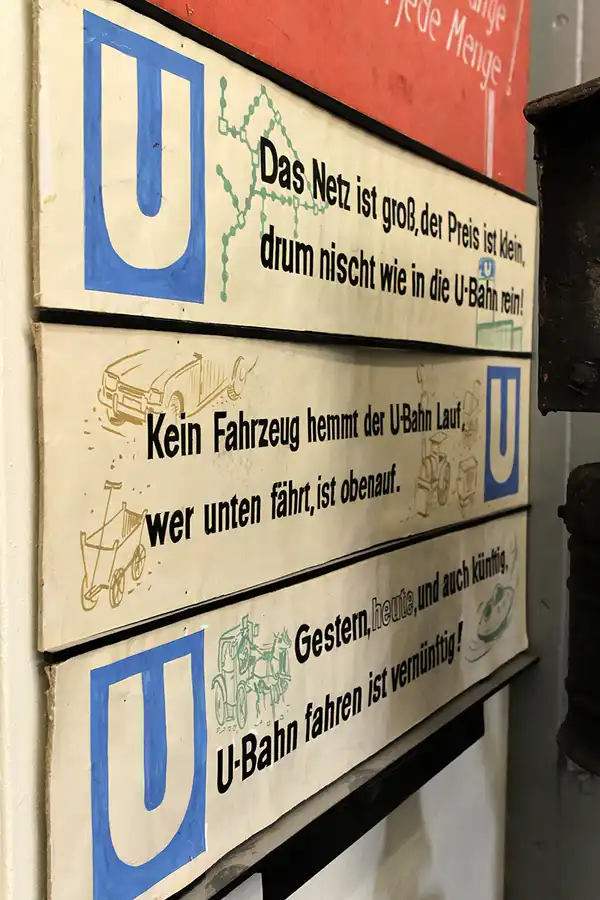 jede Menge!
U
Das Netz ist groß, der Preis ist klein,
drum nischt wie in die U-Bahn rein!
U
Kein Fahrzeug hemmt der U-Bahn Lauf,
wer unten fährt, ist obenauf.
U
Gestern, heute, und auch künftig,
U-Bahn fahren ist vernünftig!
U